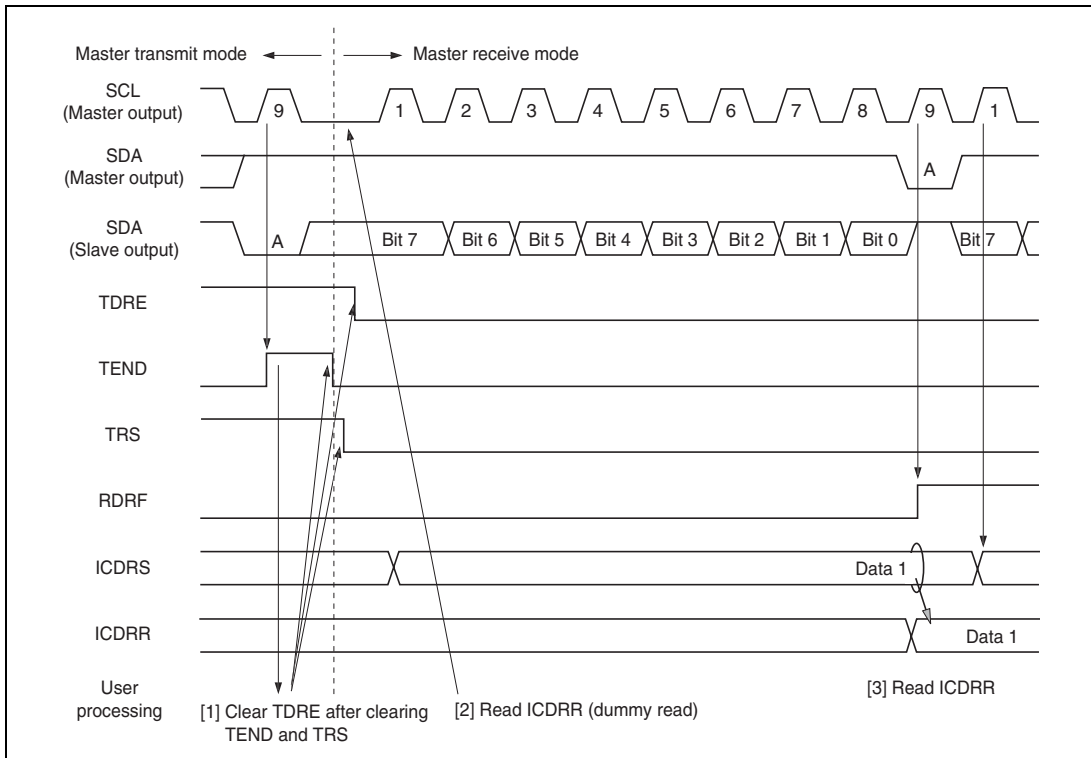 Master transmit mode
Master receive mode
SCL
(Master output)
9
1
2
3
4
5
6
7
8
9
1
SDA
(Master output)
A
SDA
(Slave output)
A
Bit 7
Bit 6
Bit 5
Bit 4
Bit 3
Bit 2
Bit 1
Bit 0
Bit 7
TDRE
TEND
TRS
RDRF
ICDRS
Data 1
ICDRR
Data 1
User
processing
[1] Clear TDRE after clearing
TEND and TRS
[2] Read ICDRR (dummy read)
[3] Read ICDRR